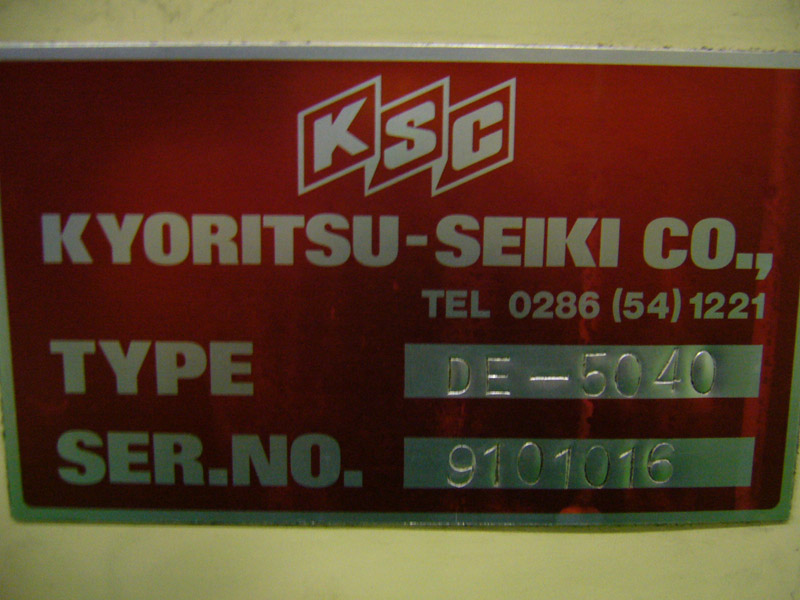 KSC
KYORITSU-SEIKI CO.,
TEL 0286 (54) 1221
TYPE DE-5040
SER.NO. 9101016